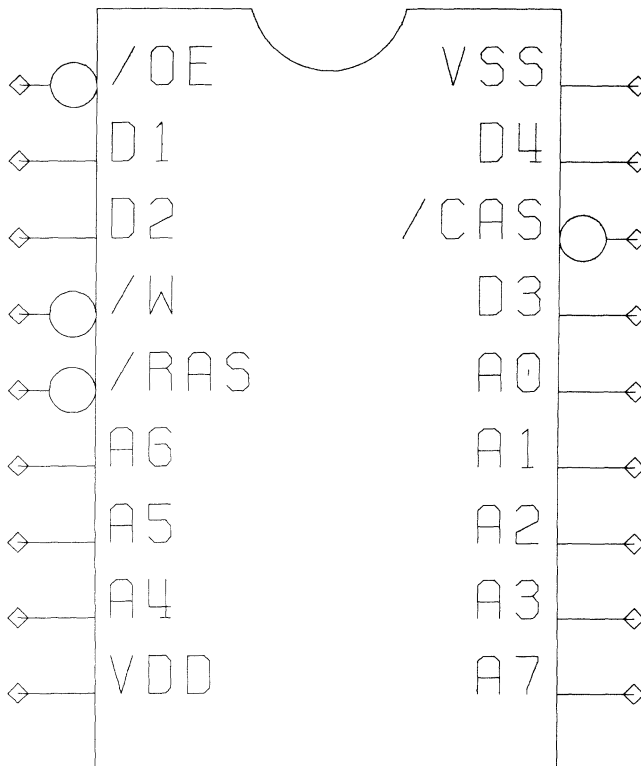 /OE VSS
D1 D4
D2 /CAS
/W D3
/RAS A0
A6 A1
A5 A2
A4 A3
VDD A7